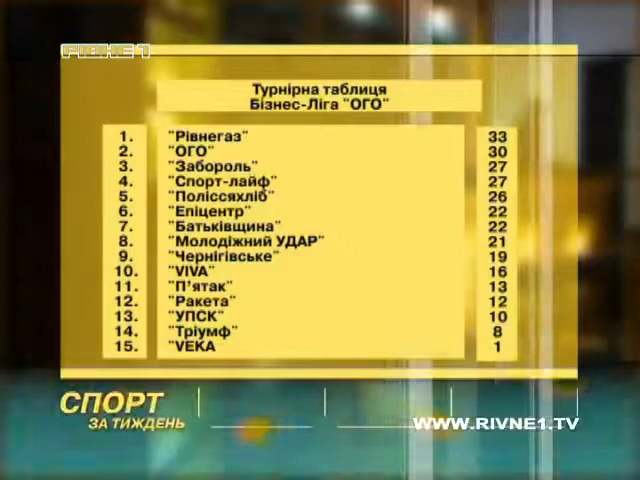 РІВНЕ 1
Турнірна таблиця
Бізнес-Ліга "ОГО"
1. "Рівнегаз" 33
2. "ОГО" 30
3. "Забороль" 27
4. "Спорт-лайф" 27
5. "Поліссяхліб" 26
6. "Епіцентр" 22
7. "Батьківщина" 22
8. "Молодіжний УДАР" 21
9. "Чернігівське" 19
10. "VIVA" 16
11. "П'ятак" 13
12. "Ракета" 12
13. "УПСК" 10
14. "Тріумф" 8
15. "VEKA 1
СПОРТ
ЗА ТИЖДЕНЬ
WWW.RIVNE1.TV